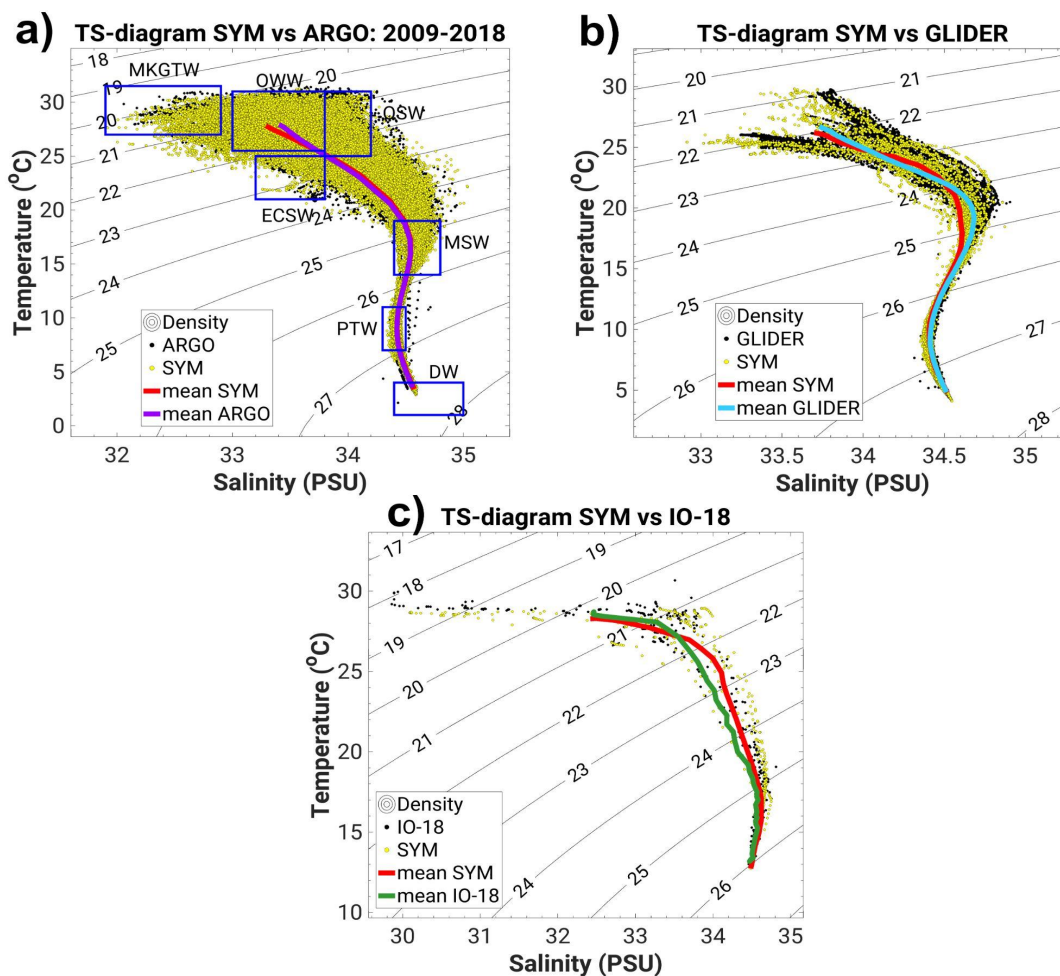 a)
TS-diagram SYM vs ARGO: 2009-2018
18
19
20
21
22
23
24
25
20
24
25
26
27
28
MKGTW
OWW
OSW
ECSW
MSW
PTW
DW
30
25
20
15
10
5
0
Temperature (°C)
Density
ARGO
SYM
mean SYM
mean ARGO
32 33 34 35
Salinity (PSU)
b)
TS-diagram SYM vs GLIDER
20
21
22
23
24
25
26
21
22
24
25
26
27
28
30
25
20
15
10
5
Temperature (°C)
Density
GLIDER
SYM
mean SYM
mean GLIDER
33 33.5 34 34.5 35
Salinity (PSU)
c)
TS-diagram SYM vs IO-18
17
18
19
20
21
22
23
24
19
20
21
22
23
24
25
26
30
25
20
15
10
Temperature (°C)
Density
IO-18
SYM
mean SYM
mean IO-18
30 31 32 33 34 35
Salinity (PSU)